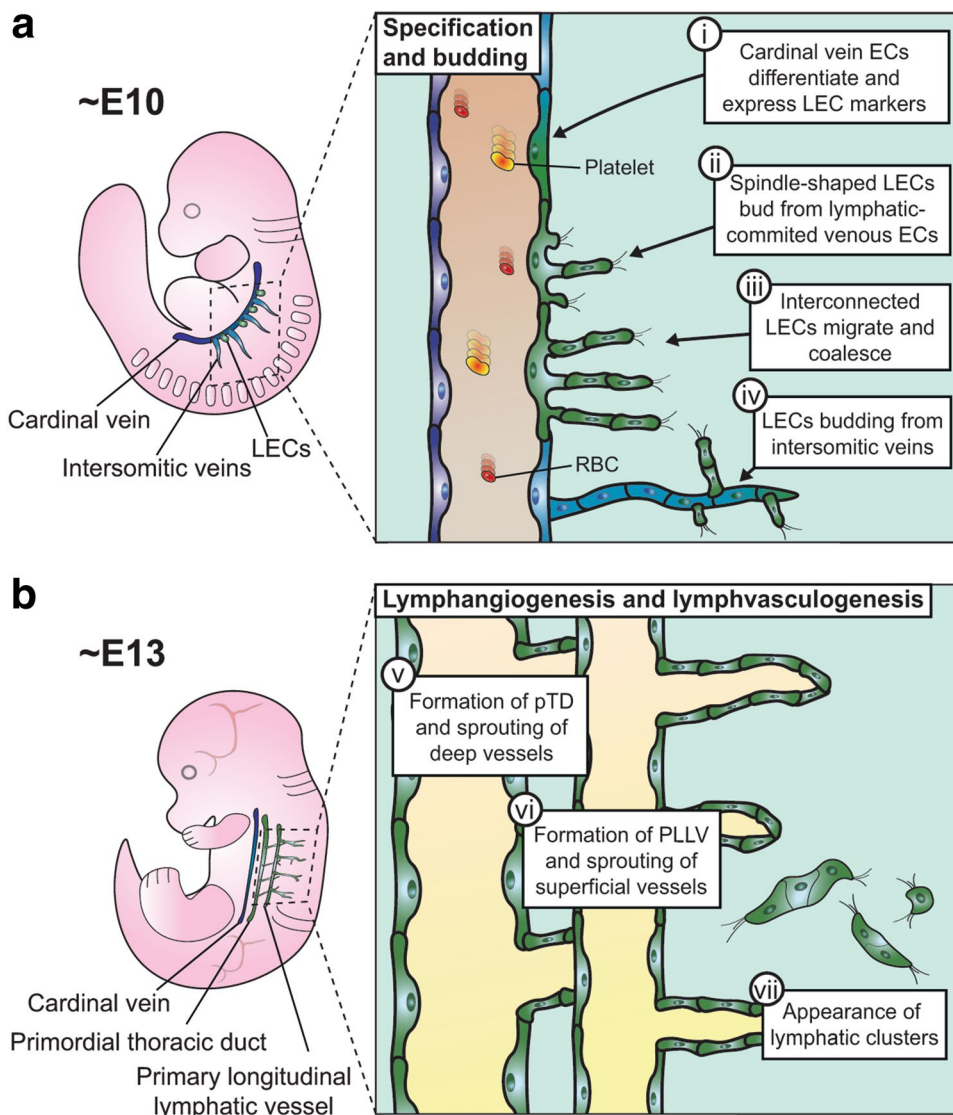 a
~E10
Cardinal vein
Intersomitic veins
LECs
Specification
and budding
Platelet
RBC
i
Cardinal vein ECs
differentiate and
express LEC markers
ii
Spindle-shaped LECs
bud from lymphatic-
commited venous ECs
iii
Interconnected
LECs migrate and
coalesce
iv
LECs budding from
intersomitic veins
b
~E13
Cardinal vein
Primordial thoracic duct
Primary longitudinal
lymphatic vessel
Lymphangiogenesis and lymphvasculogenesis
v
Formation of pTD
and sprouting of
deep vessels
vi
Formation of PLLV
and sprouting of
superficial vessels
vii
Appearance of
lymphatic clusters